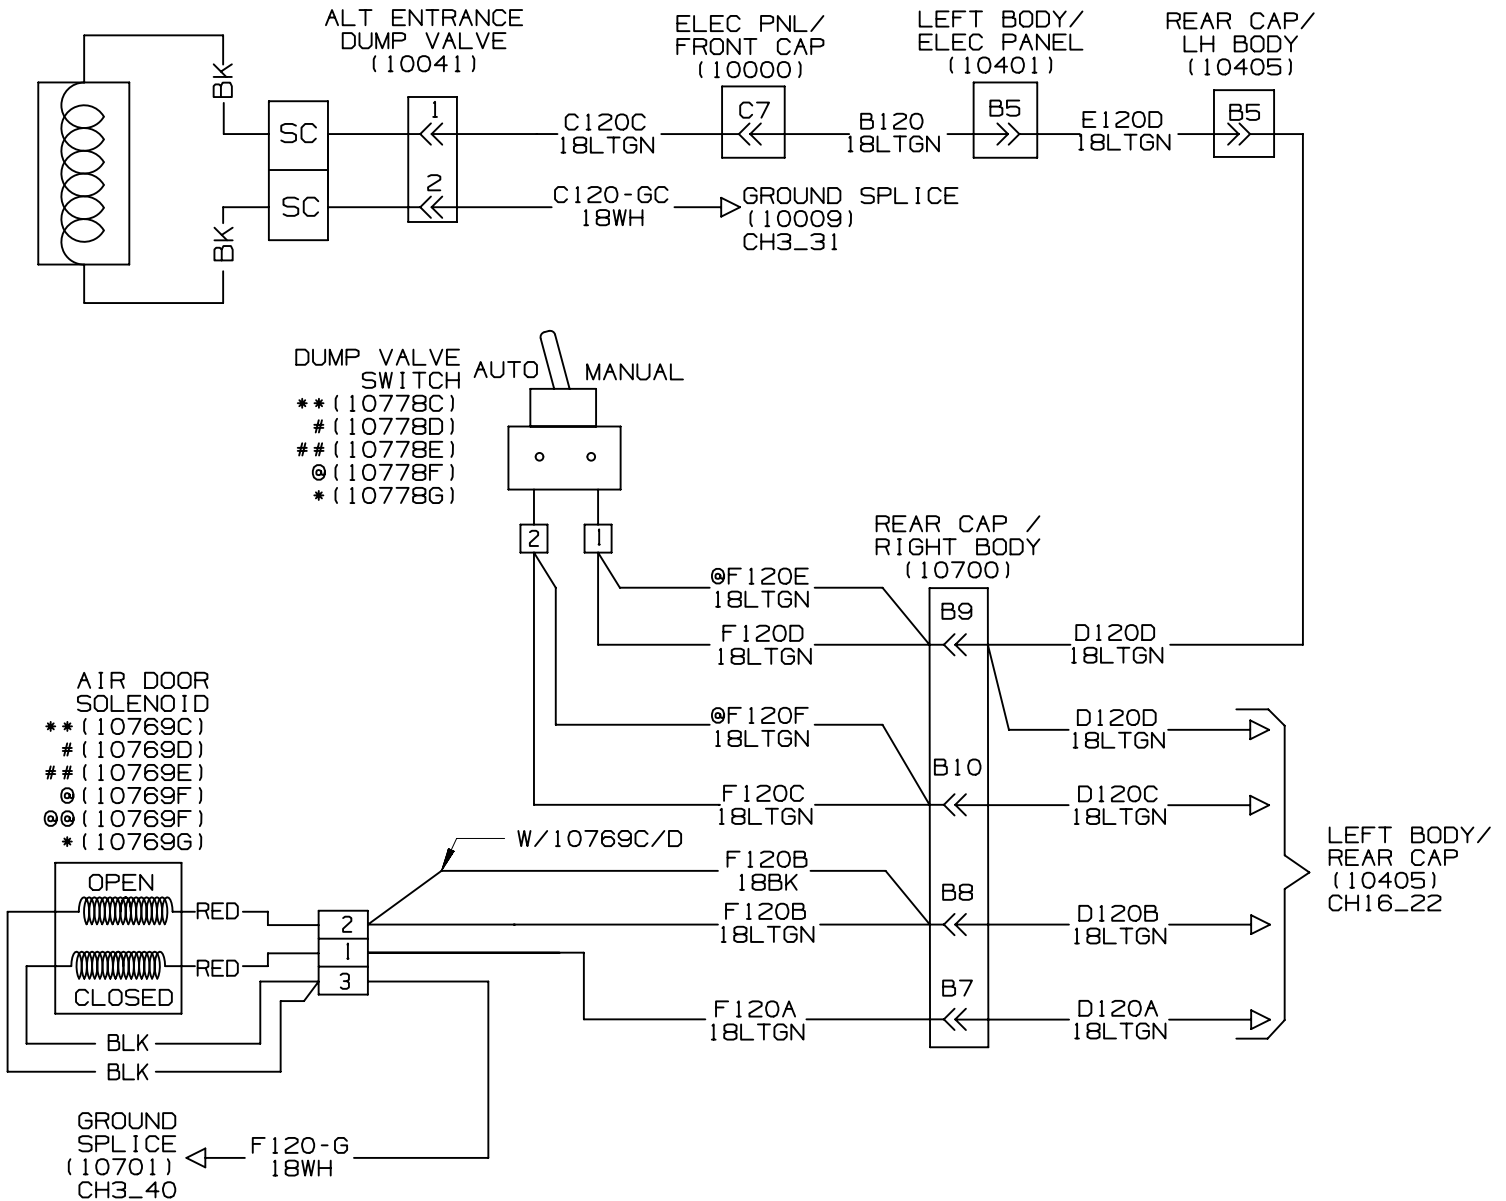 ALT ENTRANCE
DUMP VALVE
(10041)
ELEC PNL/
FRONT CAP
(10000)
LEFT BODY/
ELEC PANEL
(10401)
REAR CAP/
LH BODY
(10405)
BK
SC
1
C120C
18LTGN
C7
B120
18LTGN
B5
E120D
18LTGN
B5
SC
2
C120-GC
18WH
GROUND SPLICE
(10009)
CH3_31
BK
DUMP VALVE
SWITCH
**(10778C)
#(10778D)
##(10778E)
@(10778F)
*(10778G)
AUTO
MANUAL
2
1
REAR CAP /
RIGHT BODY
(10700)
@F120E
18LTGN
B9
F120D
18LTGN
D120D
18LTGN
@F120F
18LTGN
D120D
18LTGN
B10
F120C
18LTGN
D120C
18LTGN
AIR DOOR
SOLENOID
**(10769C)
#(10769D)
##(10769E)
@(10769F)
@@(10769F)
*(10769G)
W/10769C/D
F120B
18BK
B8
F120B
18LTGN
D120B
18LTGN
LEFT BODY/
REAR CAP
(10405)
CH16_22
OPEN
RED
2
1
RED
3
CLOSED
B7
F120A
18LTGN
D120A
18LTGN
BLK
BLK
GROUND
SPLICE
(10701)
CH3_40
F120-G
18WH